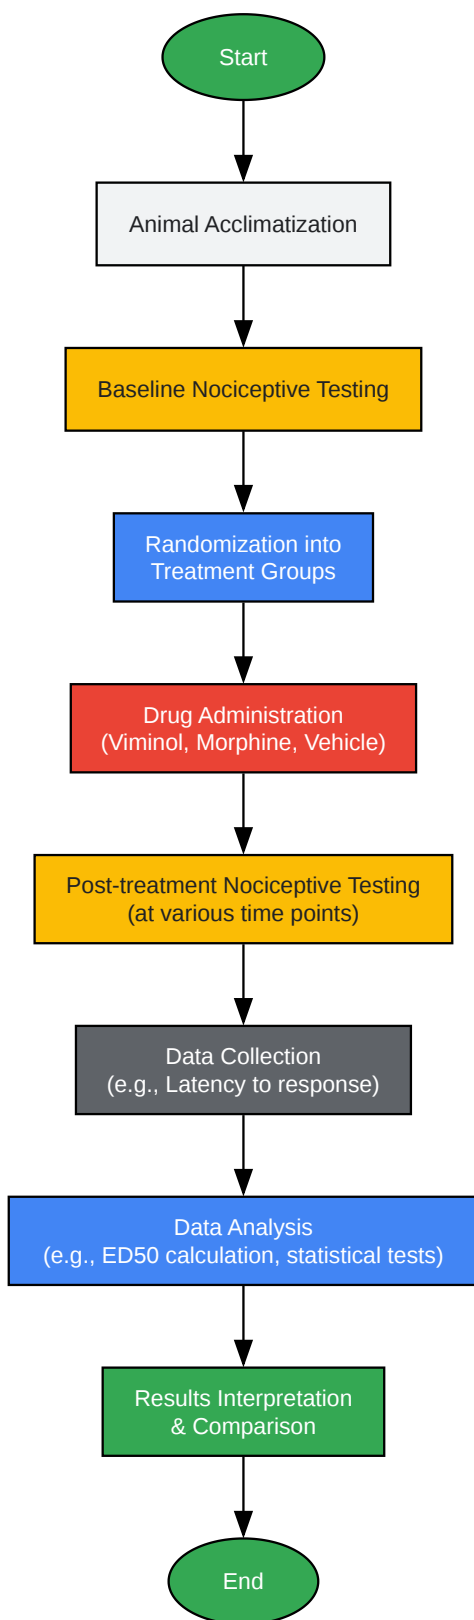 Start
Animal Acclimatization
Baseline Nociceptive Testing
Randomization into
Treatment Groups
Drug Administration
(Viminol, Morphine, Vehicle)
Post-treatment Nociceptive Testing
(at various time points)
Data Collection
(e.g., Latency to response)
Data Analysis
(e.g., ED50 calculation, statistical tests)
Results Interpretation
& Comparison
End